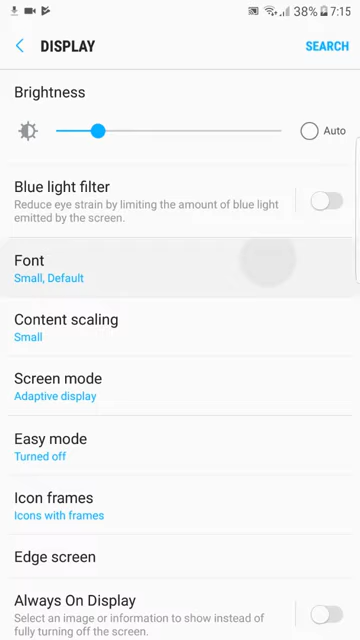 38% 7:15
DISPLAY SEARCH
Brightness
Auto
Blue light filter
Reduce eye strain by limiting the amount of blue light
emitted by the screen.
Font
Small, Default
Content scaling
Small
Screen mode
Adaptive display
Easy mode
Turned off
Icon frames
Icons with frames
Edge screen
Always On Display
Select an image or information to show instead of
fully turning off the screen.